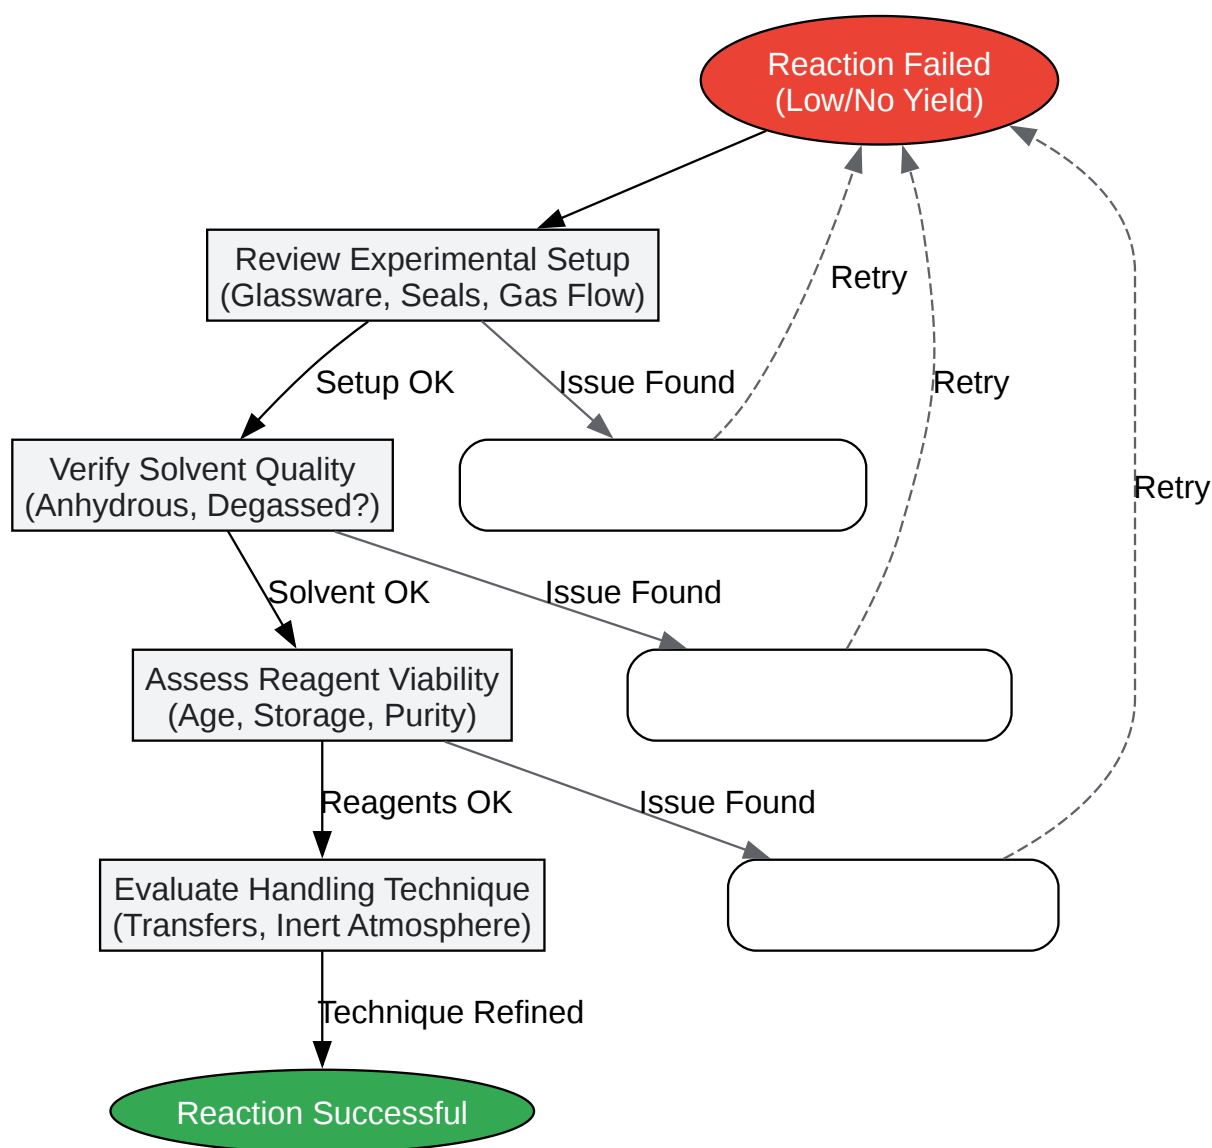 Reaction Failed
(Low/No Yield)
Review Experimental Setup
(Glassware, Seals, Gas Flow)
Retry
Setup OK
Issue Found
Retry
Verify Solvent Quality
(Anhydrous, Degassed?)
Retry
Solvent OK
Issue Found
Assess Reagent Viability
(Age, Storage, Purity)
Reagents OK
Issue Found
Evaluate Handling Technique
(Transfers, Inert Atmosphere)
Technique Refined
Reaction Successful